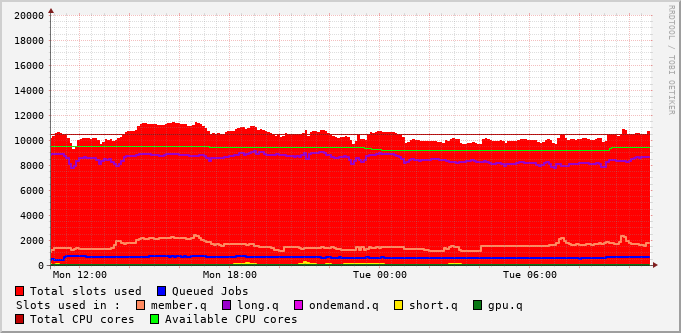 20000
18000
16000
14000
12000
10000
8000
6000
4000
2000
0
Mon 12:00 Mon 18:00 Tue 00:00 Tue 06:00
RRDTOOL / TOBI OETIKER
Total slots used Queued Jobs
Slots used in : member.q long.q ondemand.q short.q gpu.q
Total CPU cores Available CPU cores